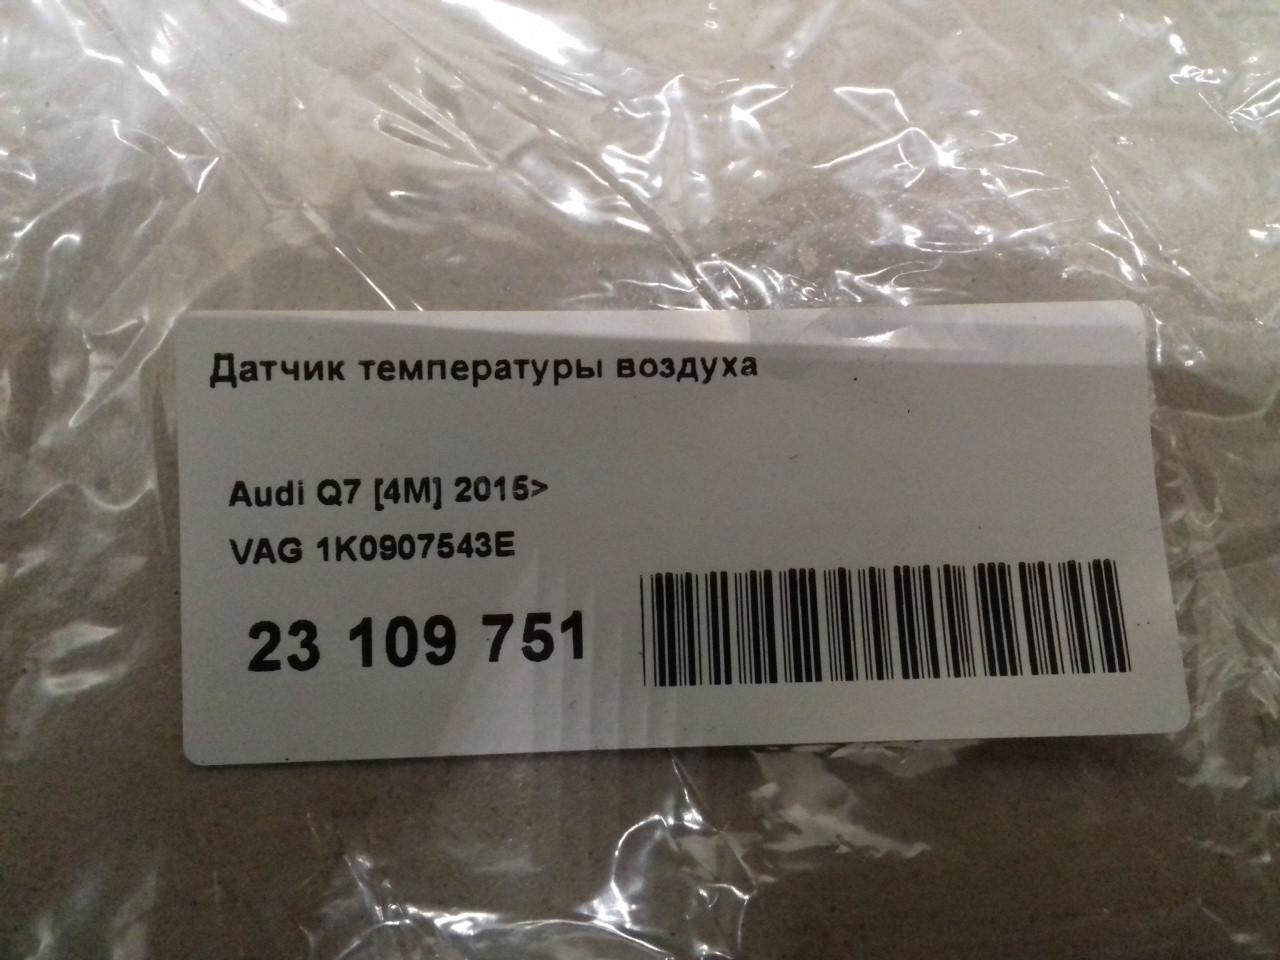 Датчик температуры воздуха
Audi Q7 [4M] 2015>
VAG 1K0907543E
23 109 751